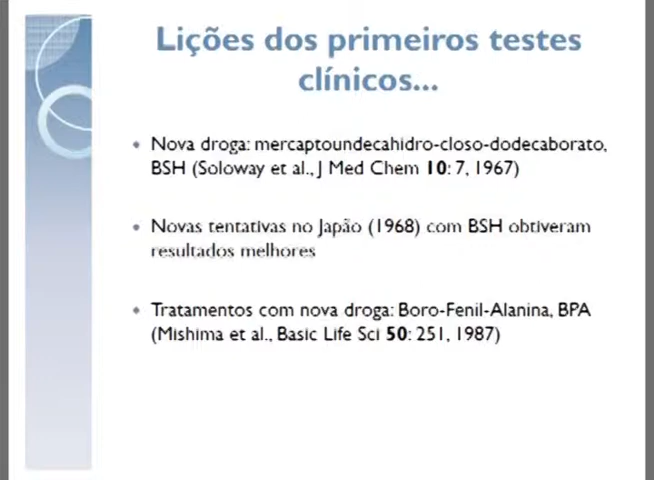 Lições dos primeiros testes
clínicos...
• Nova droga: mercaptoundecahidro-closo-dodecaborato,
BSH (Soloway et al., J Med Chem 10: 7, 1967)
• Novas tentativas no Japão (1968) com BSH obtiveram
resultados melhores
• Tratamentos com nova droga: Boro-Fenil-Alanina, BPA
(Mishima et al., Basic Life Sci 50: 251, 1987)